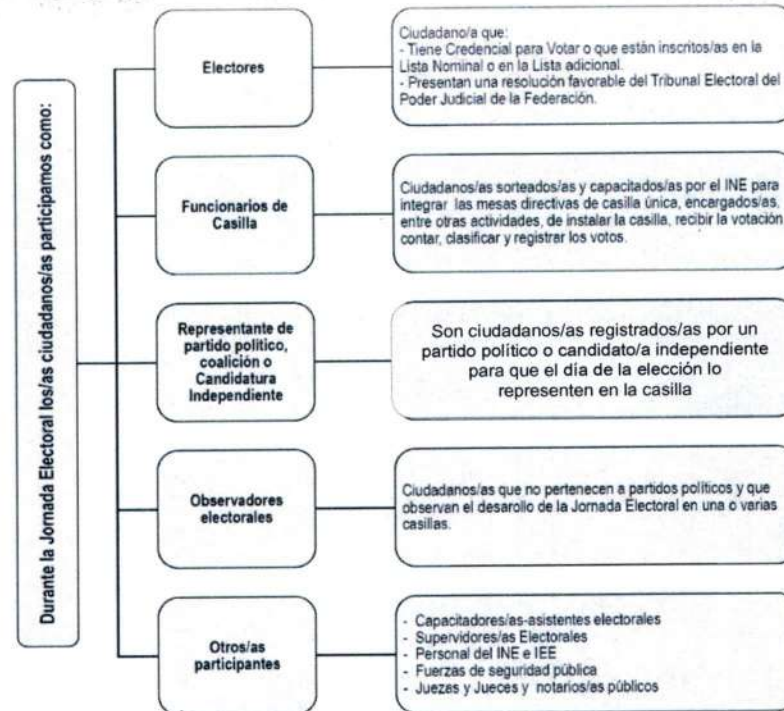 Durante la Jornada Electoral los/as ciudadanos/as participamos como:
Electores
Ciudadano/a que:
- Tiene Credencial para Votar o que están inscritos/as en la
Lista Nominal o en la Lista adicional.
- Presentan una resolución favorable del Tribunal Electoral del
Poder Judicial de la Federación.
Funcionarios de
Casilla
Ciudadanos/as sorteados/as y capacitados/as por el INE para
integrar las mesas directivas de casilla única, encargados/as,
entre otras actividades, de instalar la casilla, recibir la votación
contar, clasificar y registrar los votos.
Representante de
partido político,
coalición o
Candidatura
Independiente
Son ciudadanos/as registrados/as por un
partido político o candidato/a independiente
para que el día de la elección lo
representen en la casilla
Observadores
electorales
Ciudadanos/as que no pertenecen a partidos políticos y que
observan el desarollo de la Jornada Electoral en una o varias
casillas.
Otros/as
participantes
- Capacitadores/as-asistentes electorales
- Supervidores/as Electorales
- Personal del INE e IEE
- Fuerzas de seguridad pública
- Juezas y Jueces y notarios/as públicos